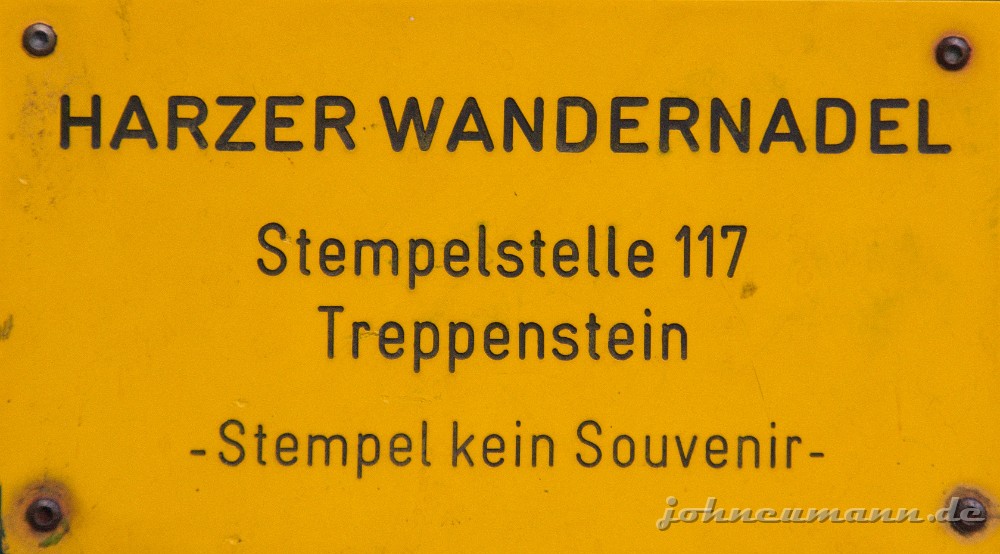 HARZER WANDERNADEL
Stempelstelle 117
Treppenstein
-Stempel kein Souvenir-
johneumann.de